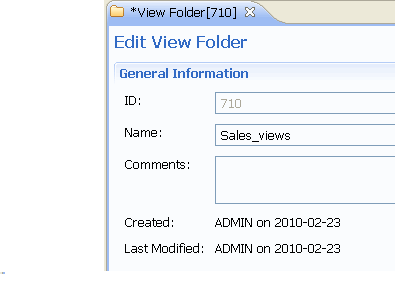 *View Folder[710]
Edit View Folder
General Information
ID: 710
Name: Sales_views
Comments:
Created: ADMIN on 2010-02-23
Last Modified: ADMIN on 2010-02-23